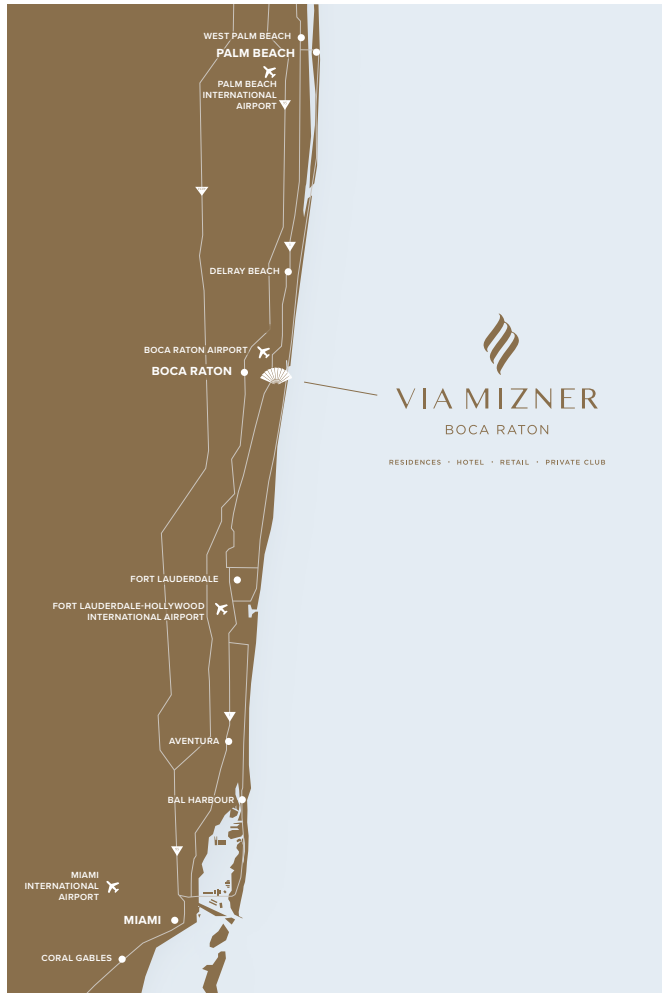 WEST PALM BEACH
PALM BEACH
PALM BEACH
INTERNATIONAL
AIRPORT
DELRAY BEACH
BOCA RATON AIRPORT
BOCA RATON
VIA MIZNER
BOCA RATON
RESIDENCES · HOTEL · RETAIL · PRIVATE CLUB
FORT LAUDERDALE
FORT LAUDERDALE-HOLLYWOOD
INTERNATIONAL AIRPORT
AVENTURA
BAL HARBOUR
MIAMI
INTERNATIONAL
AIRPORT
MIAMI
CORAL GABLES